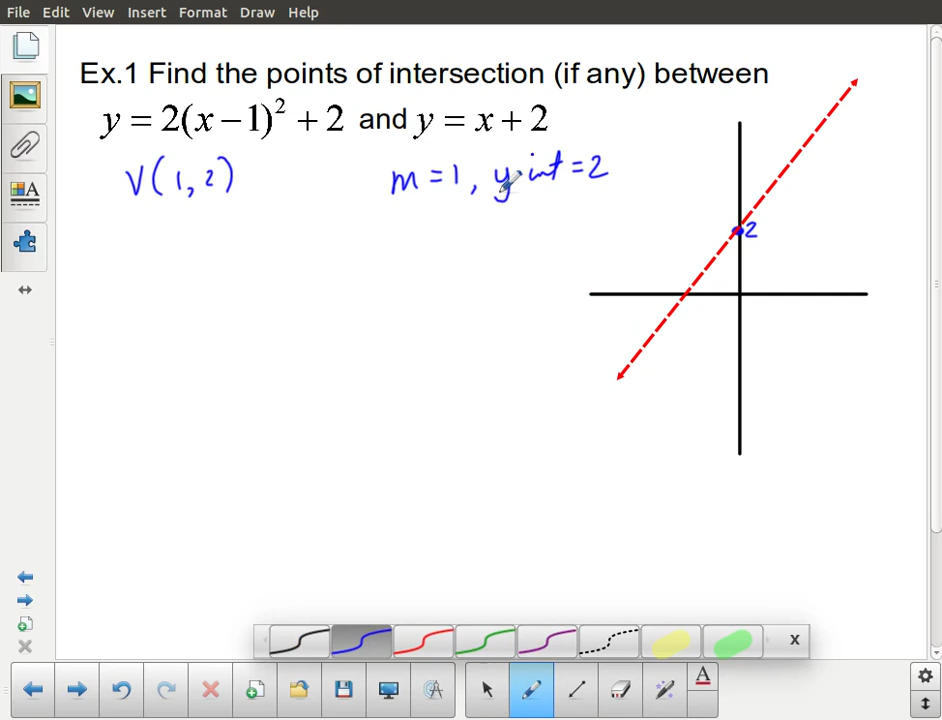 File Edit View Insert Format Draw Help
Ex.1 Find the points of intersection (if any) between
y = 2(x − 1)² + 2 and y = x + 2
V(1, 2) m = 1, y int = 2
2
A
A
x